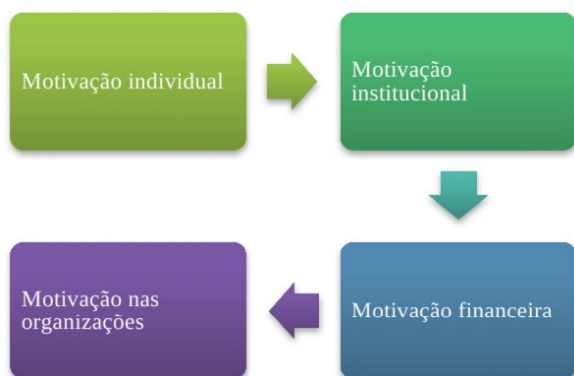 Motivação individual
Motivação
institucional
Motivação financeira
Motivação nas
organizações